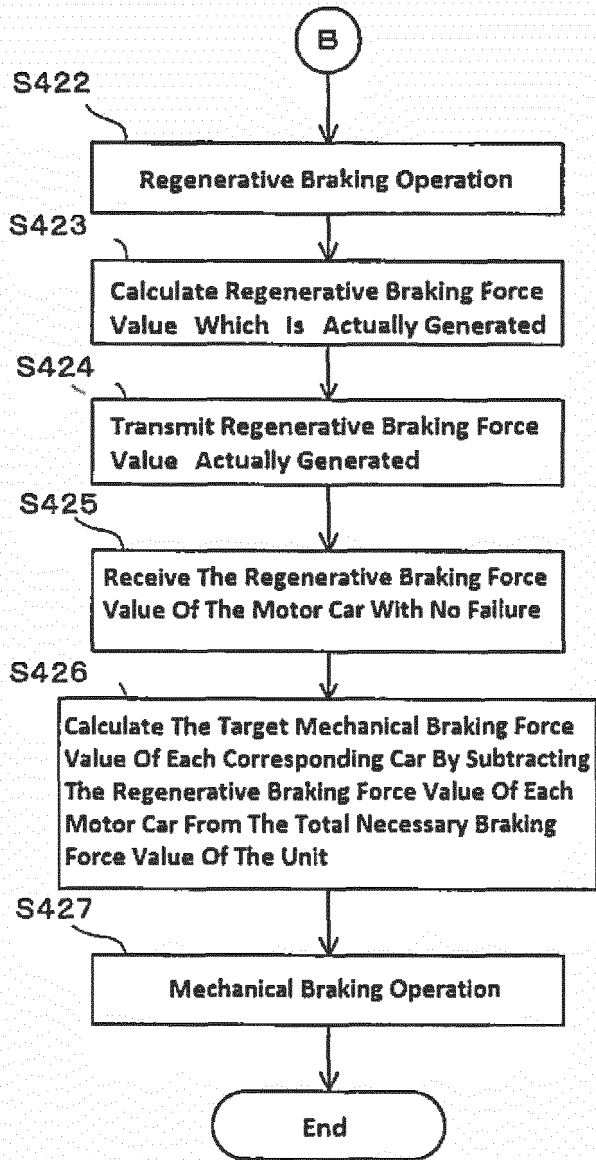 B
S422
Regenerative Braking Operation
S423
Calculate Regenerative Braking Force
Value Which Is Actually Generated
S424
Transmit Regenerative Braking Force
Value Actually Generated
S425
Receive The Regenerative Braking Force
Value Of The Motor Car With No Failure
S426
Calculate The Target Mechanical Braking Force
Value Of Each Corresponding Car By Subtracting
The Regenerative Braking Force Value Of Each
Motor Car From The Total Necessary Braking
Force Value Of The Unit
S427
Mechanical Braking Operation
End